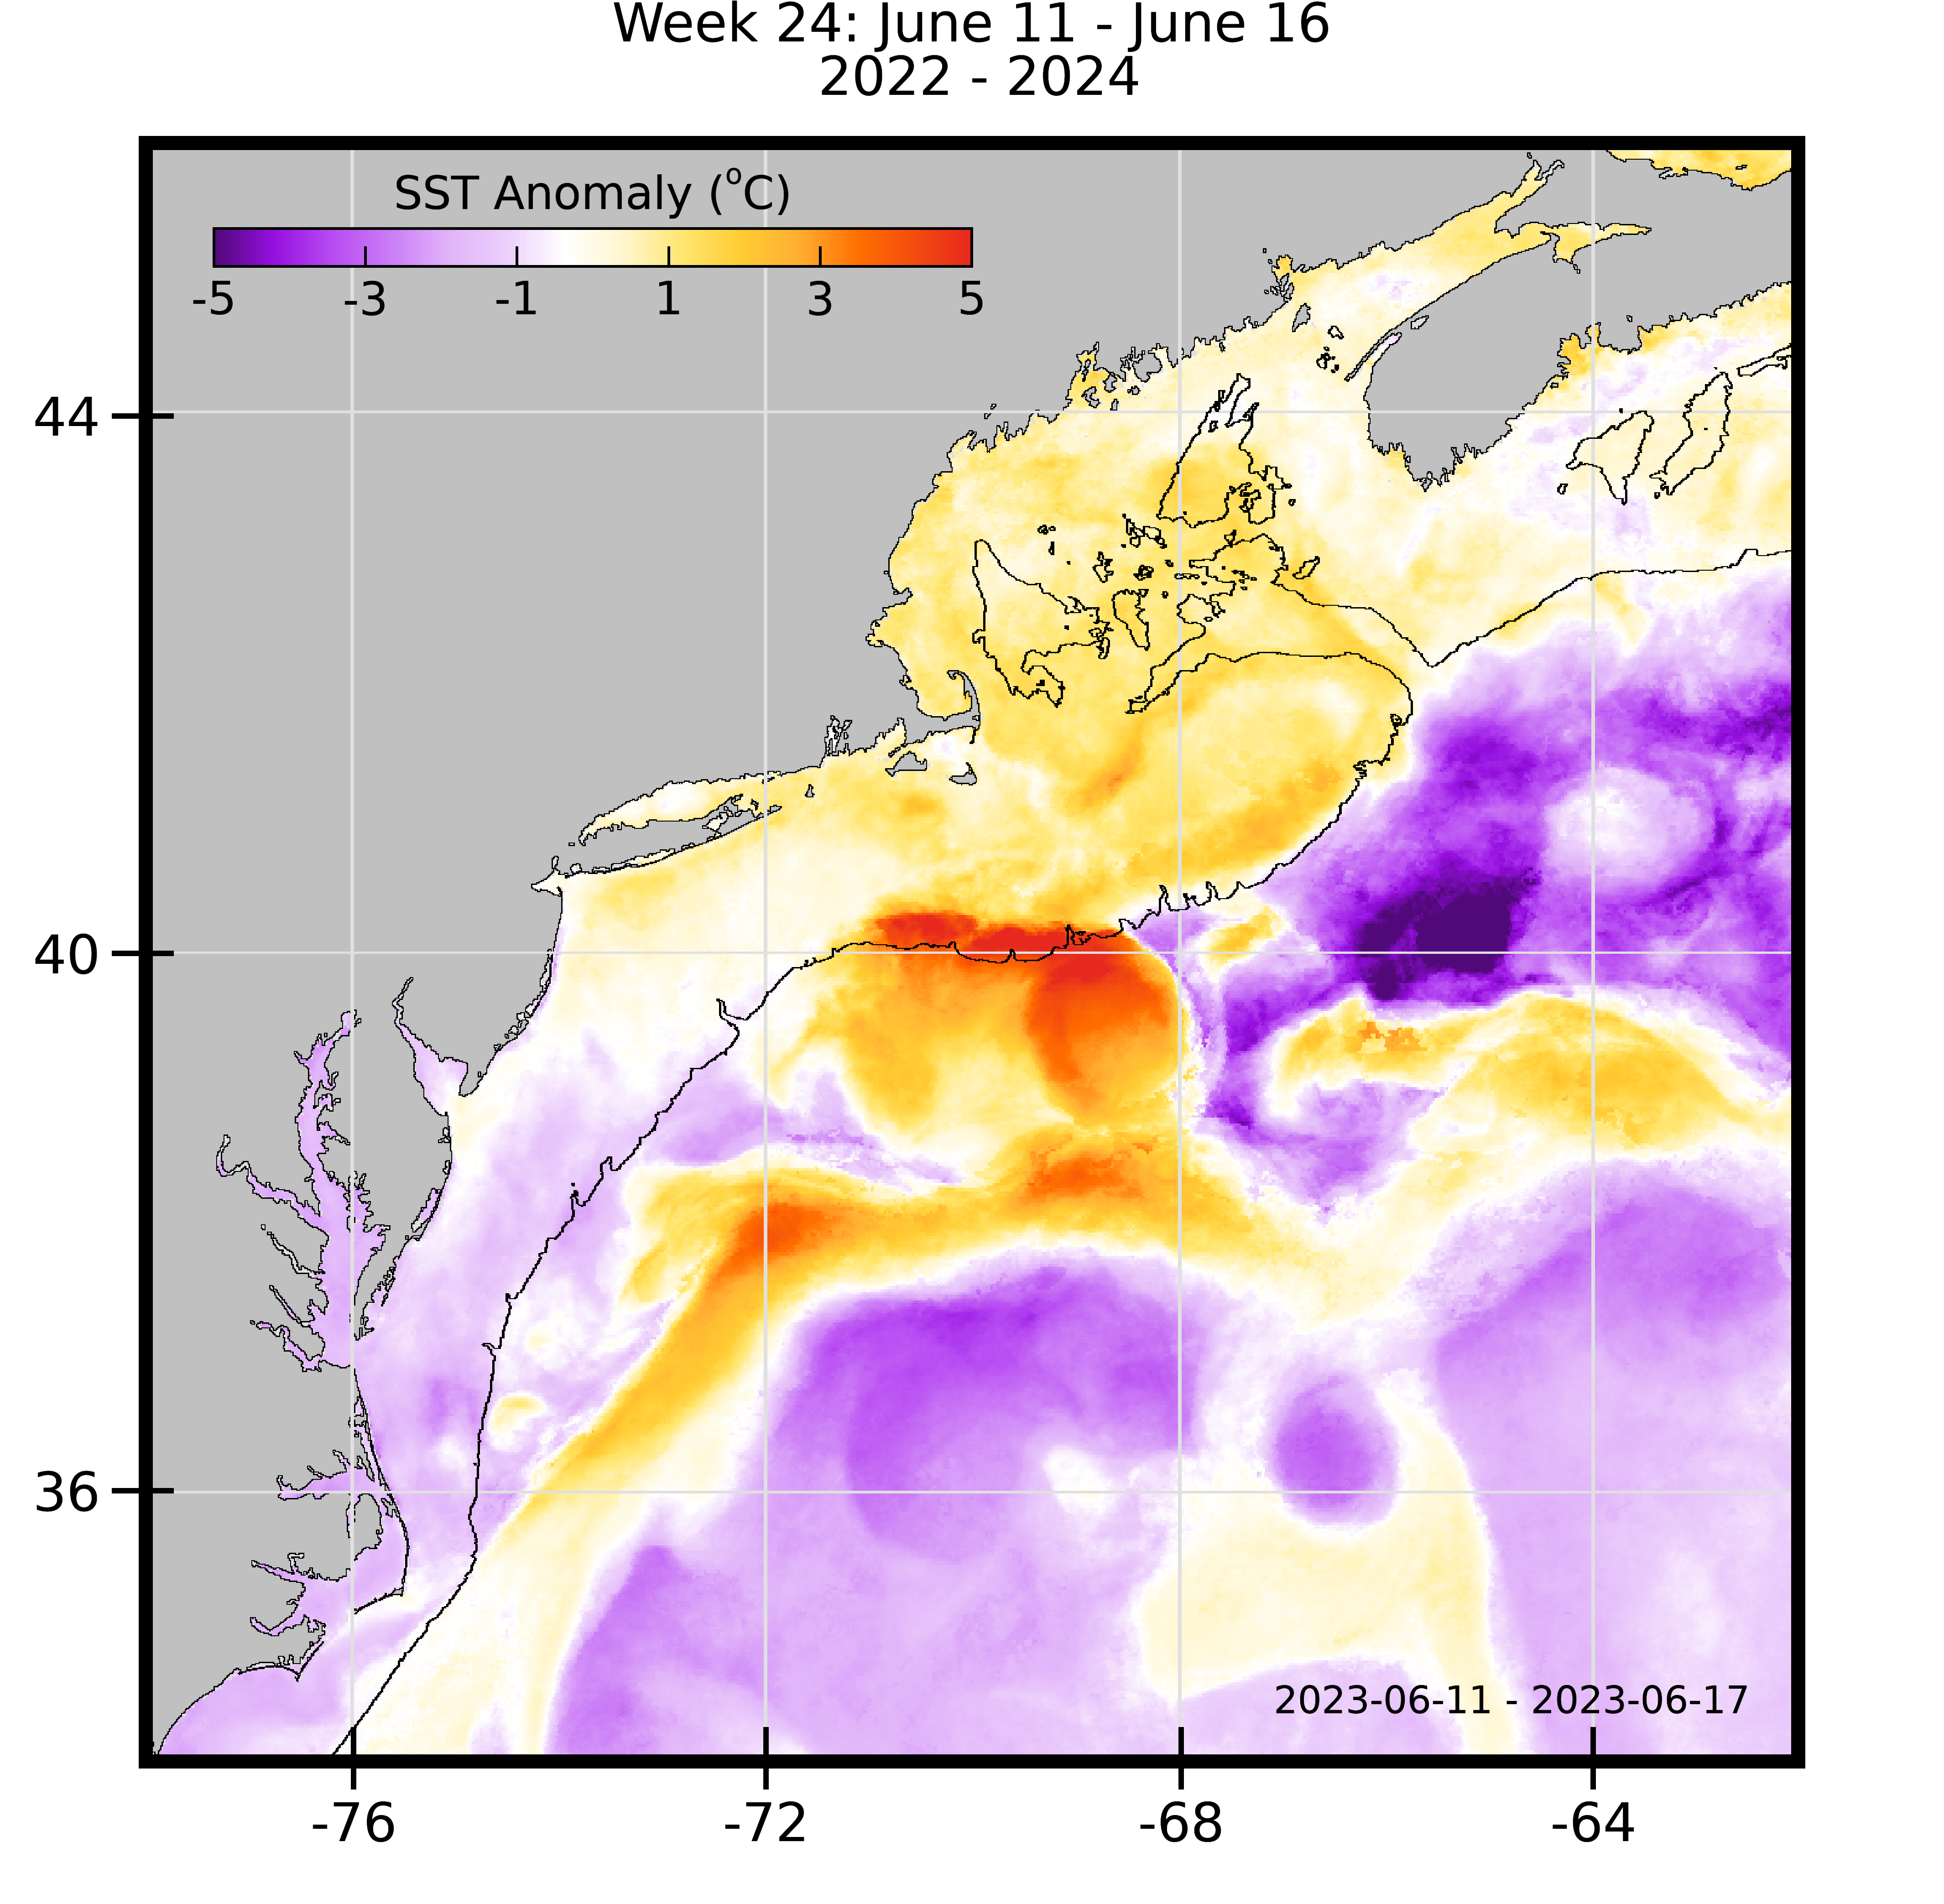 Week 24: June 11 - June 16
2022 - 2024
SST Anomaly (°C)
-5 -3 -1 1 3 5
44
40
36
2023-06-11 - 2023-06-17
-76 -72 -68 -64